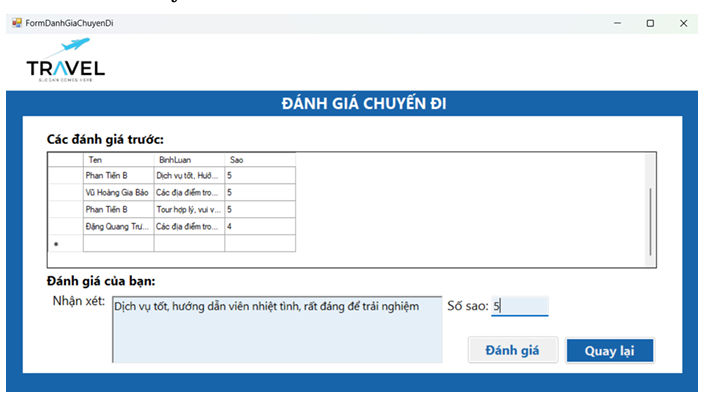 FormDanhGiaChuyenDi
TRAVEL
ĐÁNH GIÁ CHUYẾN ĐI
Các đánh giá trước:
Ten BinhLuan Sao
Phan Tiến B Dịch vụ tốt, Hướ... 5
Vũ Hoàng Gia Bảo Các địa điểm tro... 5
Phan Tiến B Tour hợp lý, vui v... 5
Đặng Quang Trư... Các địa điểm tro... 4
*
Đánh giá của bạn:
Nhận xét: Dịch vụ tốt, hướng dẫn viên nhiệt tình, rất đáng để trải nghiệm Số sao: 5
Đánh giá Quay lại